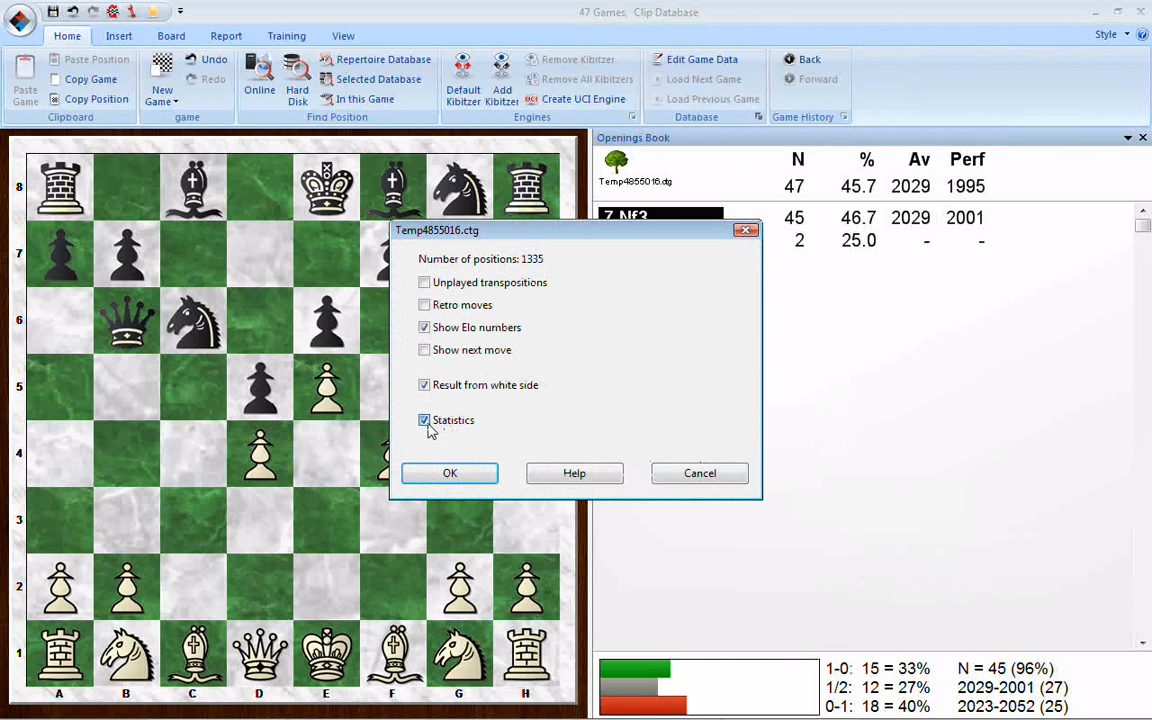 47 Games, Clip Database
Home Insert Board Report Training View Style
Paste Game
Paste Position
Copy Game
Copy Position
Clipboard
New Game
Undo
Redo
game
Online
Hard Disk
Repertoire Database
Selected Database
In this Game
Find Position
Default Kibitzer
Add Kibitzer
Remove Kibitzer
Remove All Kibitzers
UCI Create UCI Engine
Engines
Edit Game Data
Load Next Game
Load Previous Game
Database
Back
Forward
Game History
Openings Book
N % Av Perf
Temp4855016.ctg
47 45.7 2029 1995
7.Nf3 45 46.7 2029 2001
2 25.0 - -
Temp4855016.ctg
Number of positions: 1335
Unplayed transpositions
Retro moves
Show Elo numbers
Show next move
Result from white side
Statistics
OK Help Cancel
8
7
6
5
4
3
2
1
A B C D E F G H
1-0: 15 = 33% N = 45 (96%)
1/2: 12 = 27% 2029-2001 (27)
0-1: 18 = 40% 2023-2052 (25)